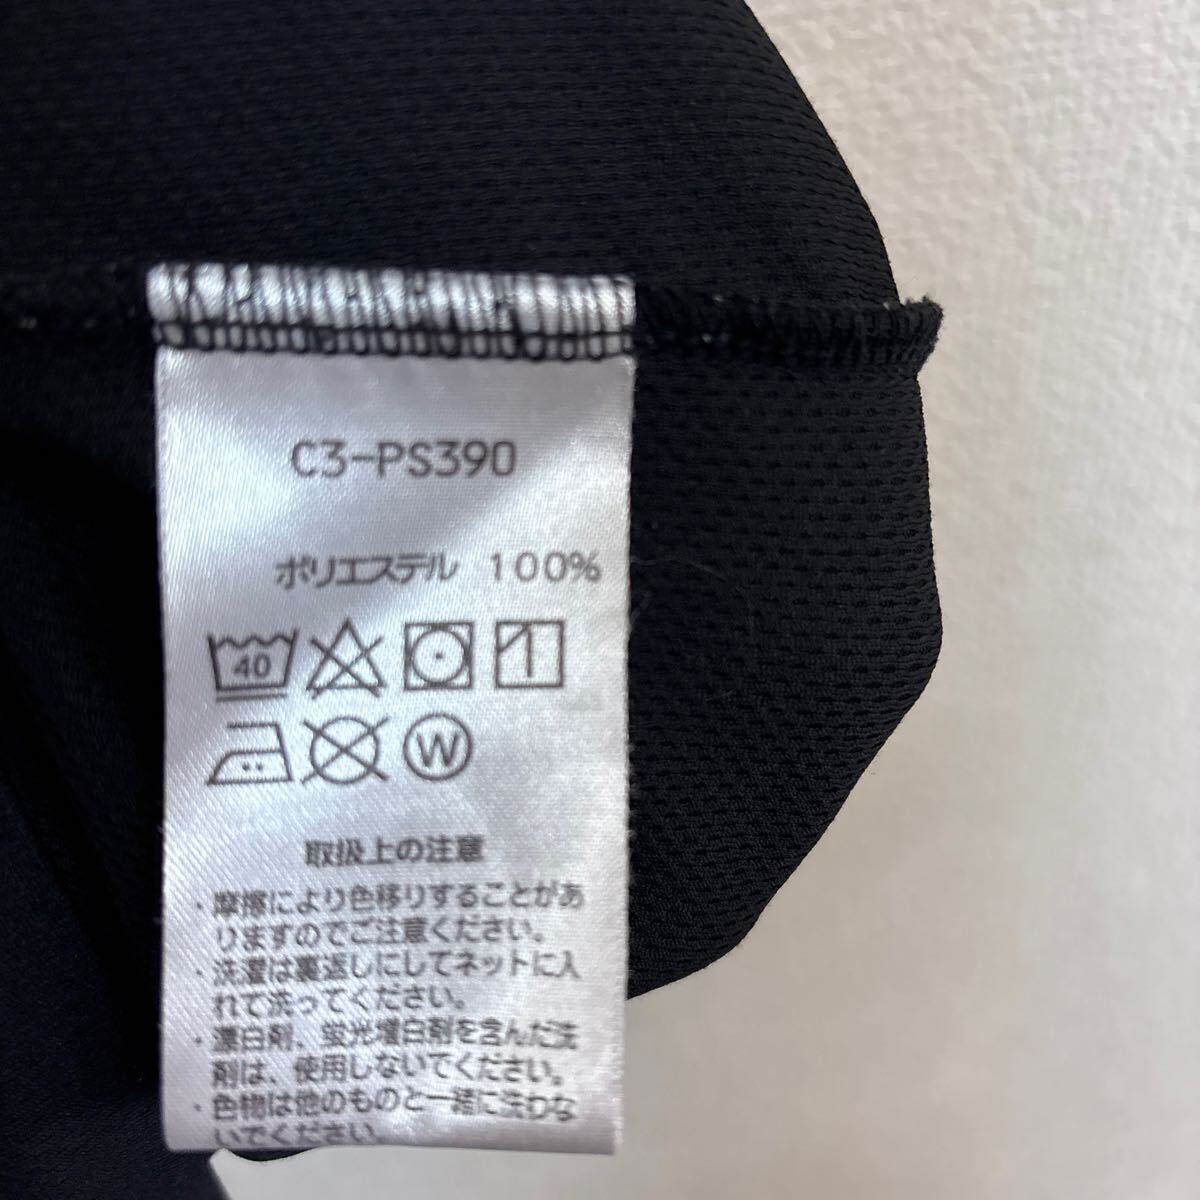 C3-PS390
ポリエステル 100%
40
W
取扱上の注意
・摩擦により色移りすることがあ
りますのでご注意ください。
・洗濯は裏返しにしてネットに入
れて洗ってください。
・漂白剤、蛍光増白剤を含んだ洗
剤は、使用しないでください。
・色物は他のものと一緒に洗わな
いでください。